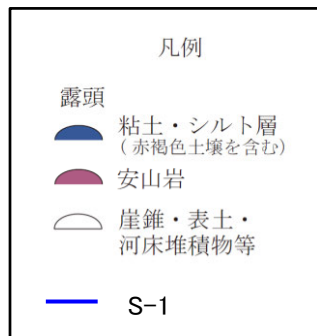 凡例
露頭
粘土・シルト層
(赤褐色土壌を含む)
安山岩
崖錐・表土・
河床堆積物等
S-1